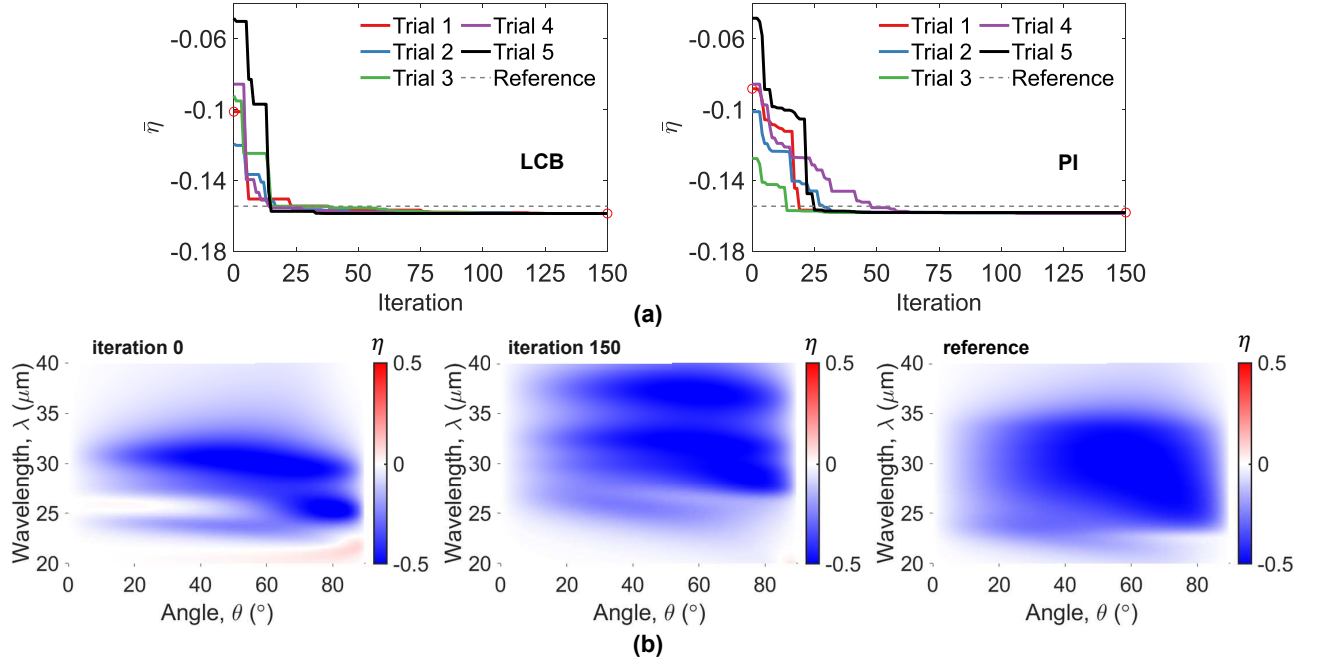 -0.06
-0.1
-0.14
-0.18
η̄
Trial 1
Trial 2
Trial 3
Trial 4
Trial 5
Reference
LCB
0 25 50 75 100 125 150
Iteration
-0.06
-0.1
-0.14
-0.18
η̄
Trial 1
Trial 2
Trial 3
Trial 4
Trial 5
Reference
PI
0 25 50 75 100 125 150
Iteration
(a)
iteration 0
η
40
35
30
25
20
Wavelength, λ (μm)
0 20 40 60 80
Angle, θ (°)
0.5
0
-0.5
iteration 150
η
40
35
30
25
20
Wavelength, λ (μm)
0 20 40 60 80
Angle, θ (°)
0.5
0
-0.5
reference
η
40
35
30
25
20
Wavelength, λ (μm)
0 20 40 60 80
Angle, θ (°)
0.5
0
-0.5
(b)